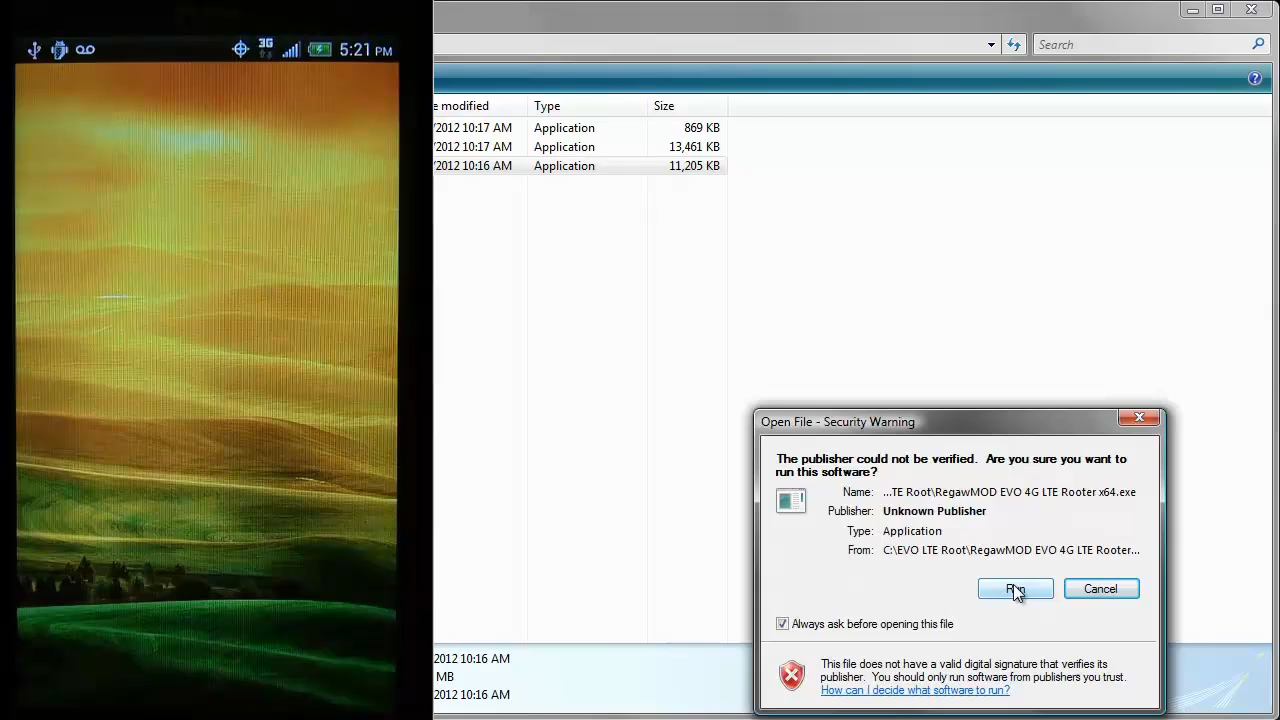 3G
5:21 PM
Search
e modified Type Size
/2012 10:17 AM Application 869 KB
/2012 10:17 AM Application 13,461 KB
/2012 10:16 AM Application 11,205 KB
Open File - Security Warning
The publisher could not be verified. Are you sure you want to
run this software?
Name: ...TE Root\RegawMOD EVO 4G LTE Rooter x64.exe
Publisher: Unknown Publisher
Type: Application
From: C:\EVO LTE Root\RegawMOD EVO 4G LTE Rooter...
Run Cancel
Always ask before opening this file
This file does not have a valid digital signature that verifies its
publisher. You should only run software from publishers you trust.
How can I decide what software to run?
2012 10:16 AM
MB
2012 10:16 AM